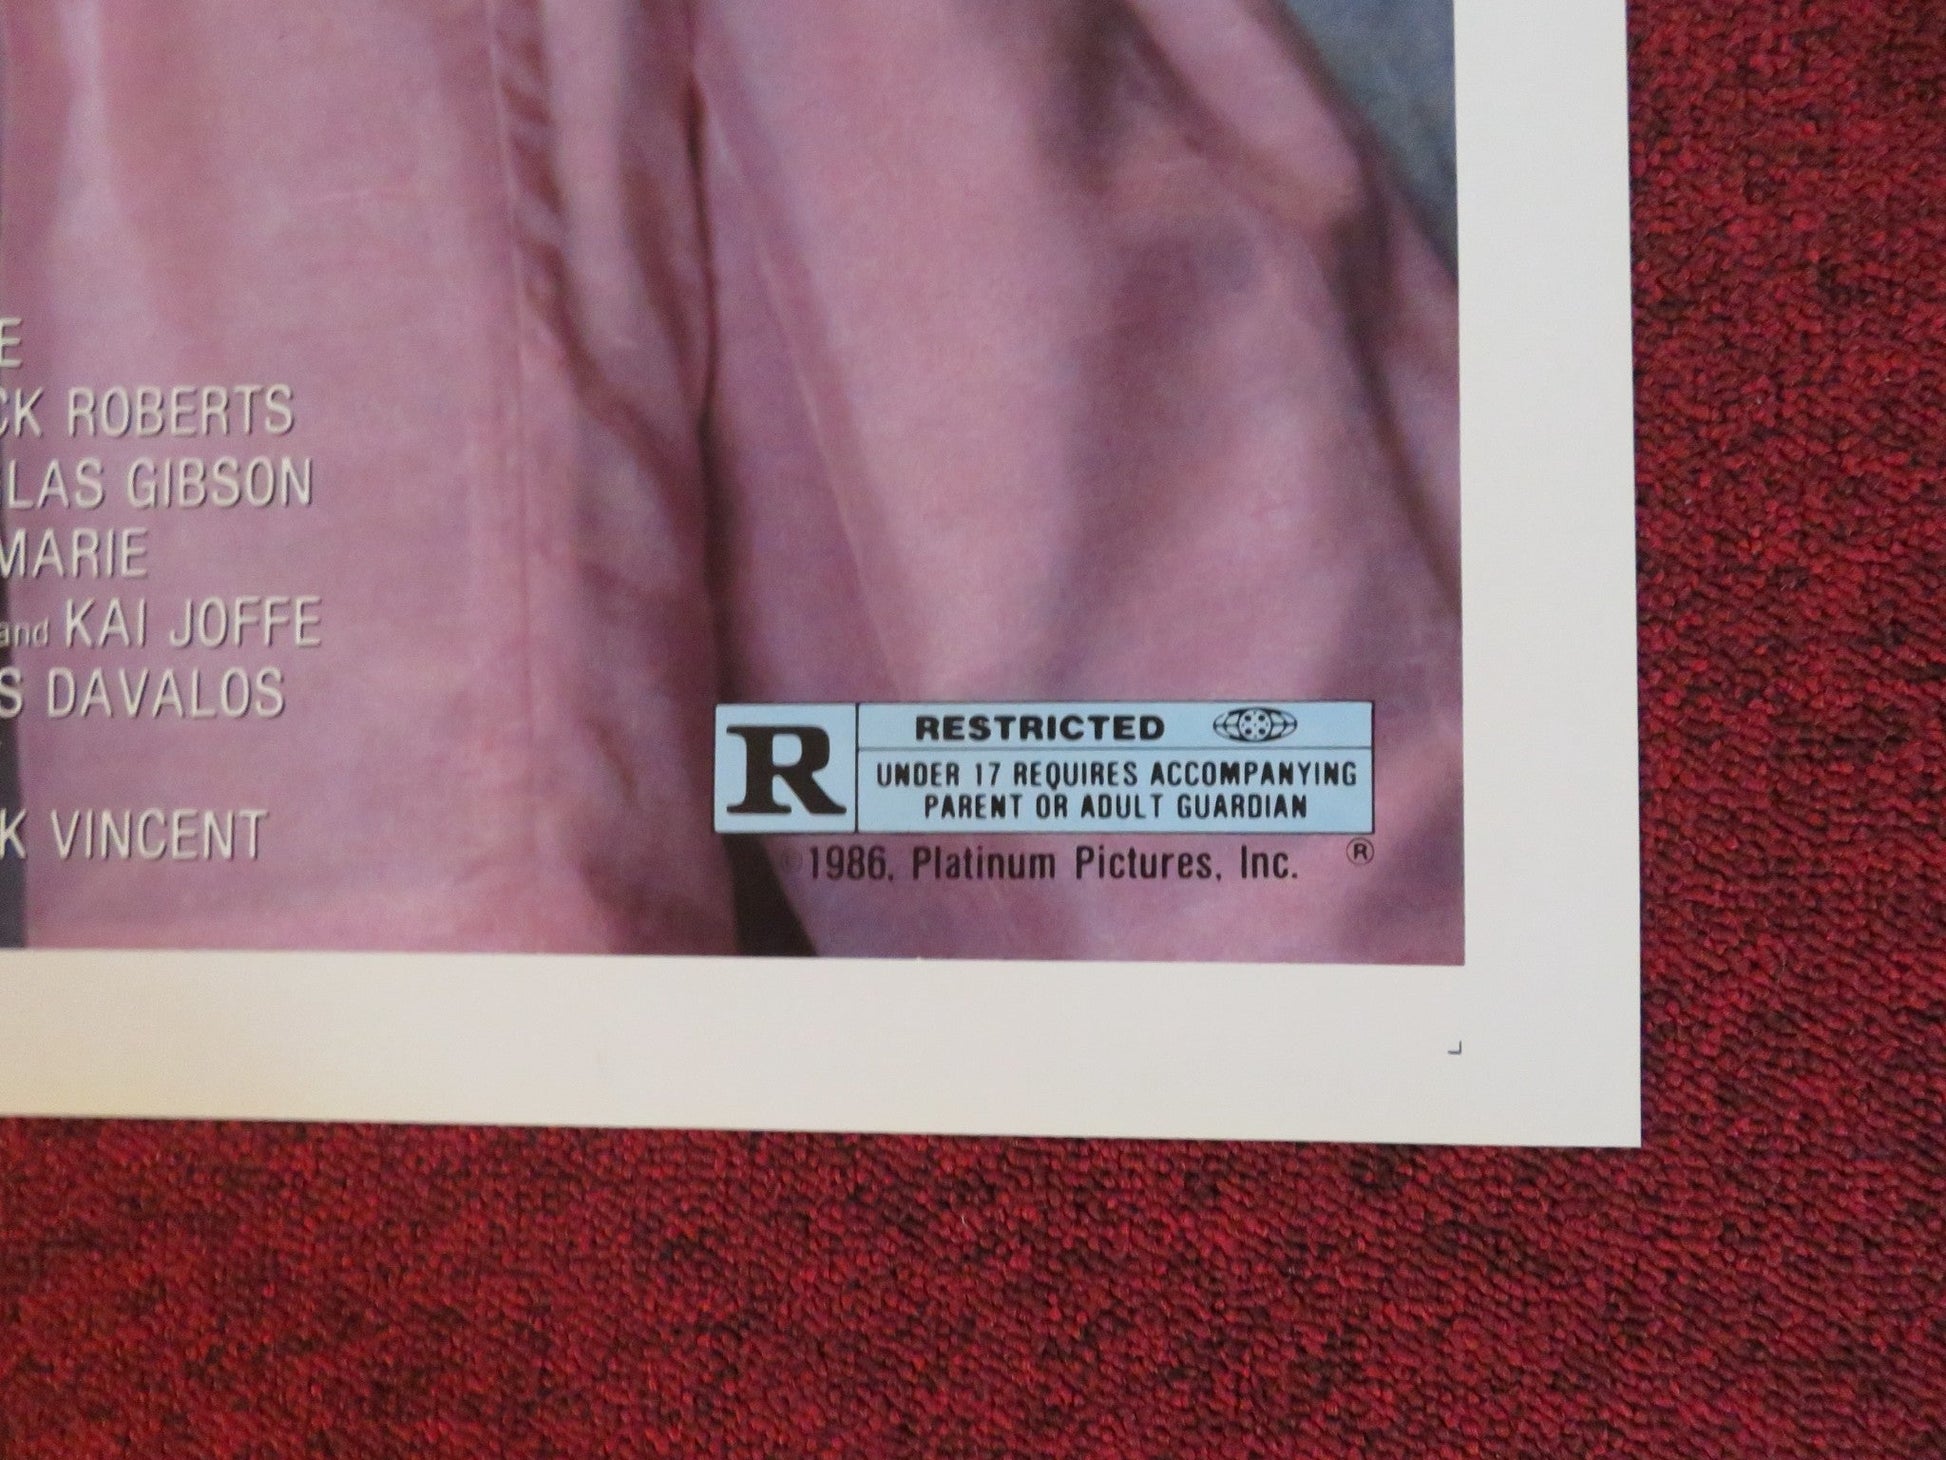 E
CK ROBERTS
LAS GIBSON
MARIE
and KAI JOFFE
S DAVALOS
K VINCENT
R
RESTRICTED
UNDER 17 REQUIRES ACCOMPANYING
PARENT OR ADULT GUARDIAN
©1986, Platinum Pictures, Inc. ®